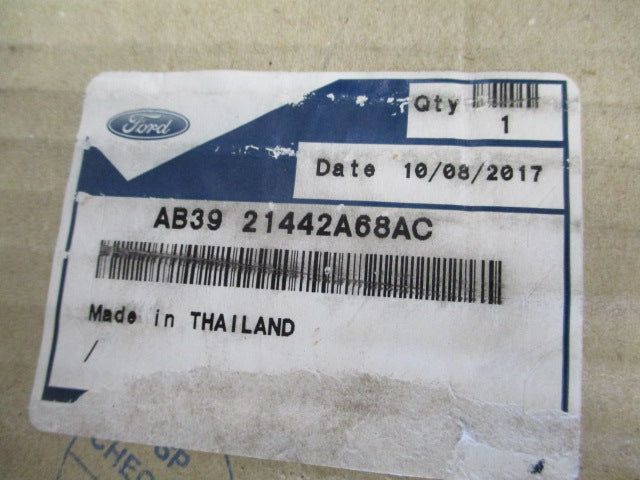 Ford
Qty
1
Date 10/08/2017
AB39 21442A68AC
Made in THAILAND
/